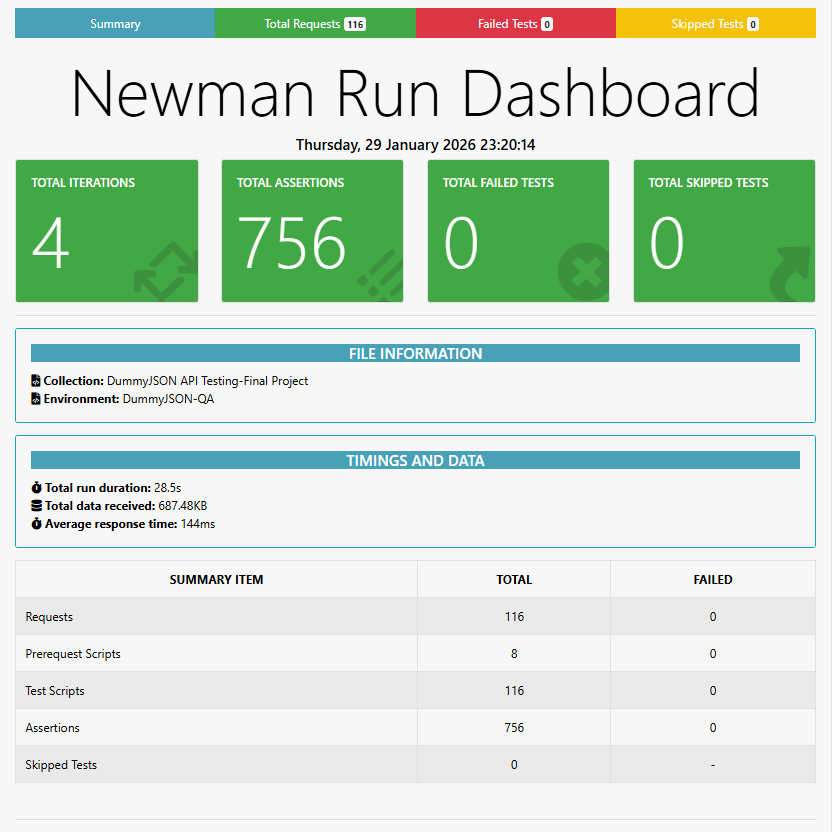 Summary Total Requests 116 Failed Tests 0 Skipped Tests 0
Newman Run Dashboard
Thursday, 29 January 2026 23:20:14
TOTAL ITERATIONS
4
TOTAL ASSERTIONS
756
TOTAL FAILED TESTS
0
TOTAL SKIPPED TESTS
0
FILE INFORMATION
Collection: DummyJSON API Testing-Final Project
Environment: DummyJSON-QA
TIMINGS AND DATA
Total run duration: 28.5s
Total data received: 687.48KB
Average response time: 144ms
SUMMARY ITEM TOTAL FAILED
Requests 116 0
Prerequest Scripts 8 0
Test Scripts 116 0
Assertions 756 0
Skipped Tests 0 -